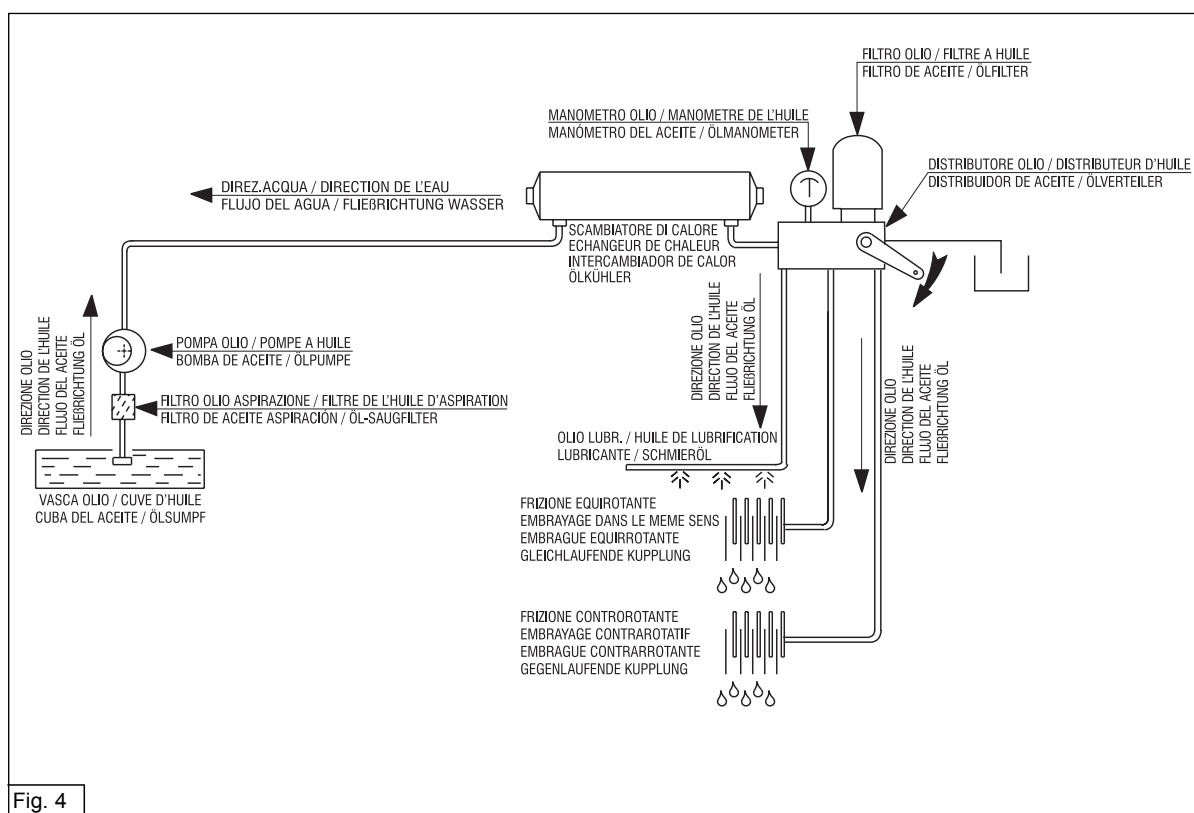 FILTRO OLIO / FILTRE A HUILE
FILTRO DE ACEITE / ÖLFILTER
MANOMETRO OLIO / MANOMETRE DE L'HUILE
MANÓMETRO DEL ACEITE / ÖLMANOMETER
DISTRIBUTORE OLIO / DISTRIBUTEUR D'HUILE
DISTRIBUIDOR DE ACEITE / ÖLVERTEILER
DIREZ.ACQUA / DIRECTION DE L'EAU
FLUJO DEL AGUA / FLIEßRICHTUNG WASSER
SCAMBIATORE DI CALORE
ECHANGEUR DE CHALEUR
INTERCAMBIADOR DE CALOR
ÖLKÜHLER
DIREZIONE OLIO
DIRECTION DE L'HUILE
FLUJO DEL ACEITE
FLIEßRICHTUNG ÖL
POMPA OLIO / POMPE A HUILE
BOMBA DE ACEITE / ÖLPUMPE
FILTRO OLIO ASPIRAZIONE / FILTRE DE L'HUILE D'ASPIRATION
FILTRO DE ACEITE ASPIRACIÓN / ÖL-SAUGFILTER
VASCA OLIO / CUVE D'HUILE
CUBA DEL ACEITE / ÖLSUMPF
DIREZIONE OLIO
DIRECTION DE L'HUILE
FLUJO DEL ACEITE
FLIEßRICHTUNG ÖL
DIREZIONE OLIO
DIRECTION DE L'HUILE
FLUJO DEL ACEITE
FLIEßRICHTUNG ÖL
OLIO LUBR. / HUILE DE LUBRIFICATION
LUBRICANTE / SCHMIERÖL
FRIZIONE EQUIROTANTE
EMBRAYAGE DANS LE MEME SENS
EMBRAGUE EQUIRROTANTE
GLEICHLAUFENDE KUPPLUNG
FRIZIONE CONTROROTANTE
EMBRAYAGE CONTRAROTATIF
EMBRAGUE CONTRARROTANTE
GEGENLAUFENDE KUPPLUNG
Fig. 4